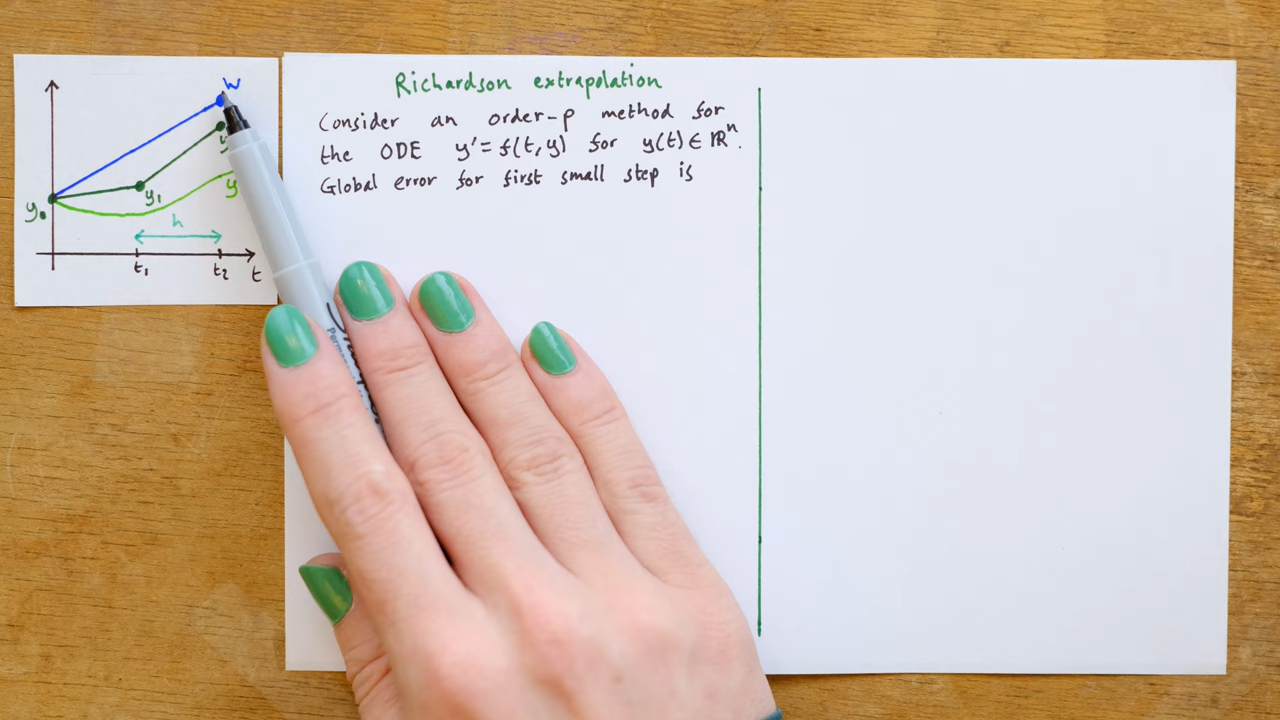 w
y₀
y₁
y
h
t₁ t₂ t
Richardson extrapolation
Consider an order-p method for
the ODE y' = f(t,y) for y(t) ∈ ℝⁿ.
Global error for first small step is